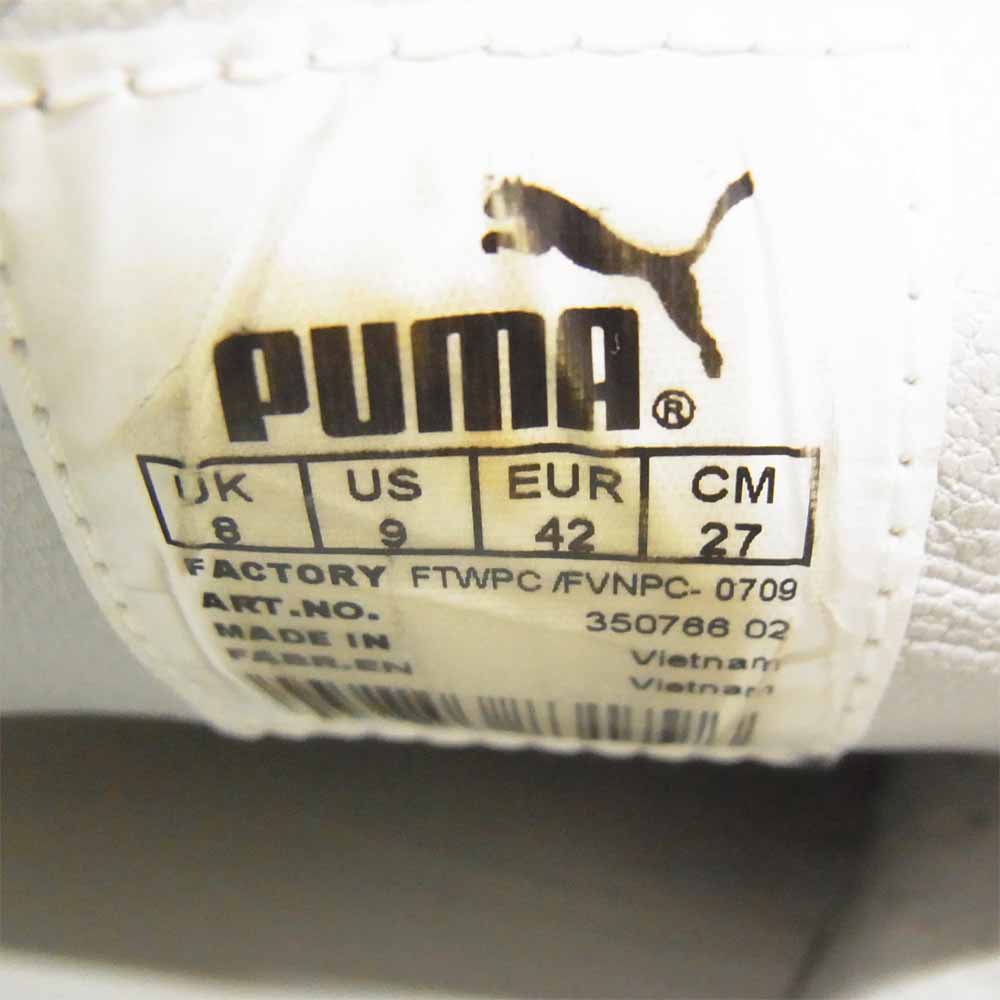 PUMA®
UK US EUR CM
8 9 42 27
FACTORY FTWPC /FVNPC- 0709
ART.NO. 350766 02
MADE IN Vietnam
FABR.EN Vietnam